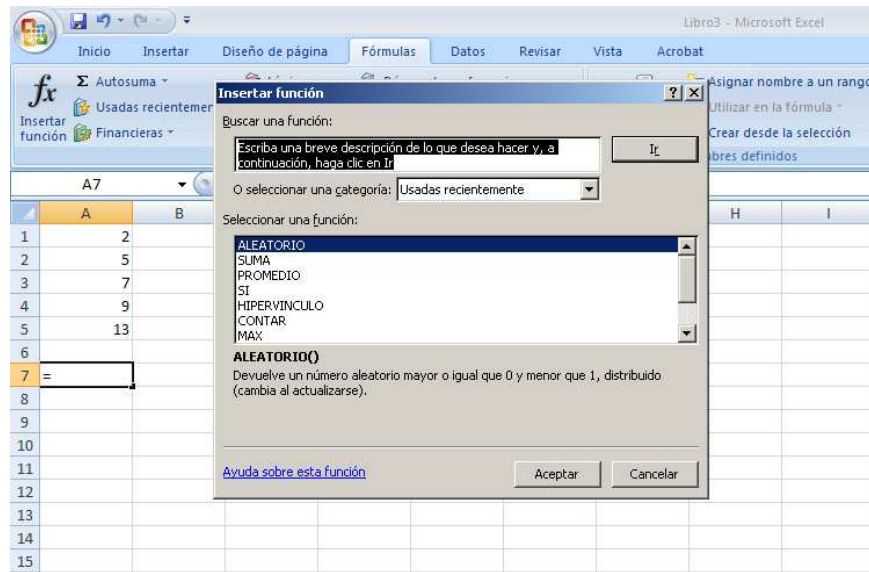 Libro3 - Microsoft Excel
Inicio Insertar Diseño de página Fórmulas Datos Revisar Vista Acrobat
fx
Insertar función
Σ Autosuma
Usadas recientemen
Financieras
Asignar nombre a un rango
Utilizar en la fórmula
Crear desde la selección
bres definidos
Insertar función
Buscar una función:
Escriba una breve descripción de lo que desea hacer y, a
continuación, haga clic en Ir
Ir
O seleccionar una categoría: Usadas recientemente
Seleccionar una función:
ALEATORIO
SUMA
PROMEDIO
SI
HIPERVINCULO
CONTAR
MAX
ALEATORIO()
Devuelve un número aleatorio mayor o igual que 0 y menor que 1, distribuido
(cambia al actualizarse).
Ayuda sobre esta función
Aceptar Cancelar
A7
A B H I
1 2
2 5
3 7
4 9
5 13
6
7 =
8
9
10
11
12
13
14
15